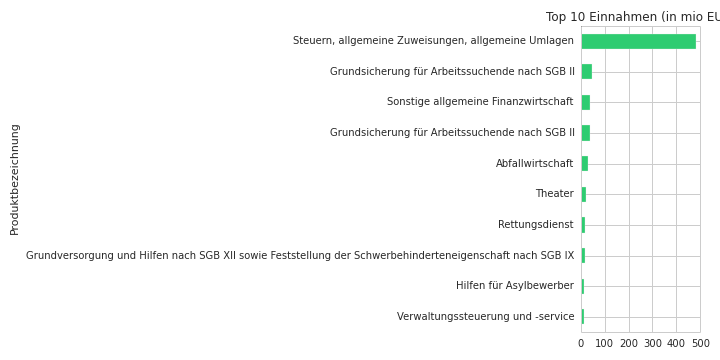 Top 10 Einnahmen (in mio EU
Produktbezeichnung
Steuern, allgemeine Zuweisungen, allgemeine Umlagen
Grundsicherung für Arbeitssuchende nach SGB II
Sonstige allgemeine Finanzwirtschaft
Grundsicherung für Arbeitssuchende nach SGB II
Abfallwirtschaft
Theater
Rettungsdienst
Grundversorgung und Hilfen nach SGB XII sowie Feststellung der Schwerbehinderteneigenschaft nach SGB IX
Hilfen für Asylbewerber
Verwaltungssteuerung und -service
0 100 200 300 400 500